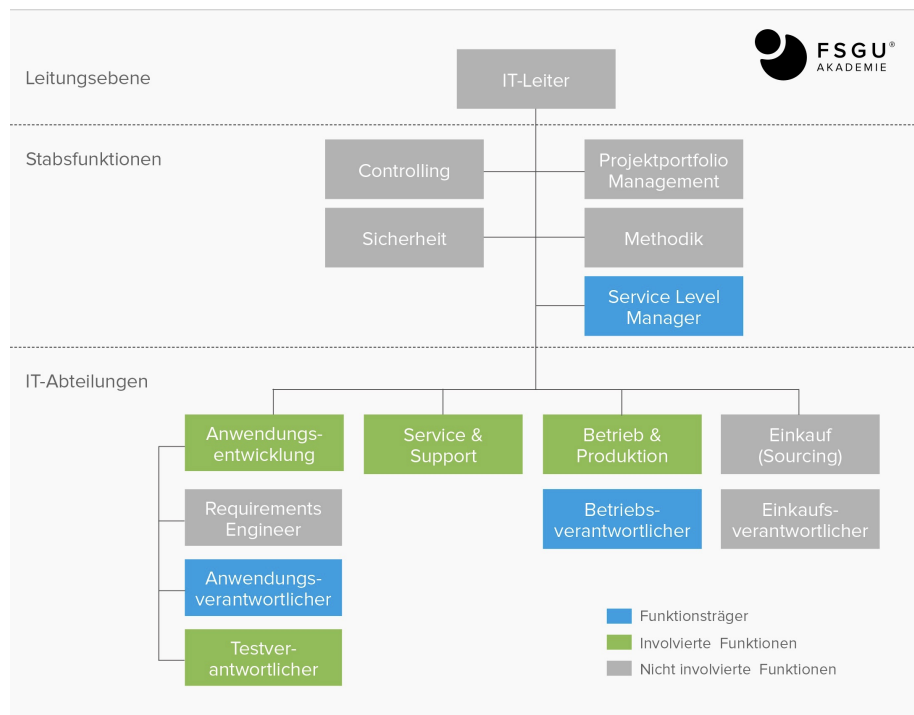 FSGU®
AKADEMIE
Leitungsebene
IT-Leiter
Stabsfunktionen
Controlling
Projektportfolio
Management
Sicherheit
Methodik
Service Level
Manager
IT-Abteilungen
Anwendungs-
entwicklung
Service &
Support
Betrieb &
Produktion
Einkauf
(Sourcing)
Requirements
Engineer
Betriebs-
verantwortlicher
Einkaufs-
verantwortlicher
Anwendungs-
verantwortlicher
Testver-
antwortlicher
Funktionsträger
Involvierte Funktionen
Nicht involvierte Funktionen